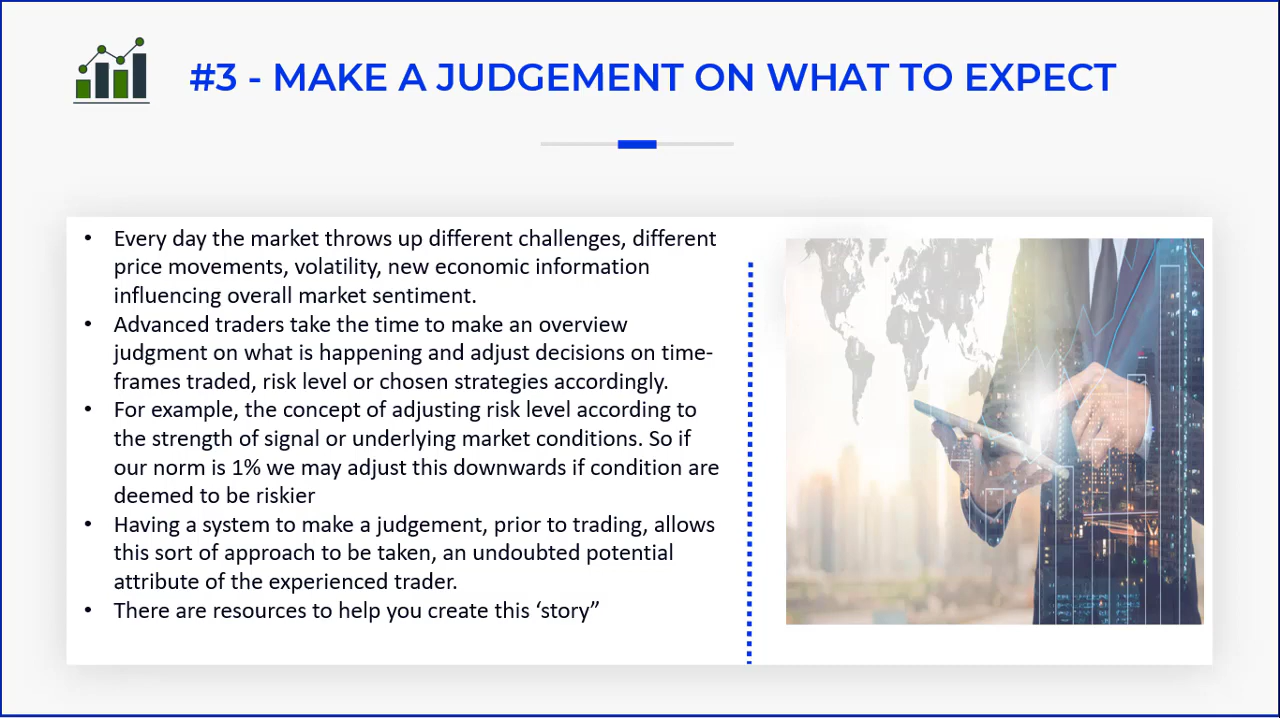 #3 - MAKE A JUDGEMENT ON WHAT TO EXPECT
• Every day the market throws up different challenges, different
price movements, volatility, new economic information
influencing overall market sentiment.
• Advanced traders take the time to make an overview
judgment on what is happening and adjust decisions on time-
frames traded, risk level or chosen strategies accordingly.
• For example, the concept of adjusting risk level according to
the strength of signal or underlying market conditions. So if
our norm is 1% we may adjust this downwards if condition are
deemed to be riskier
• Having a system to make a judgement, prior to trading, allows
this sort of approach to be taken, an undoubted potential
attribute of the experienced trader.
• There are resources to help you create this ‘story”